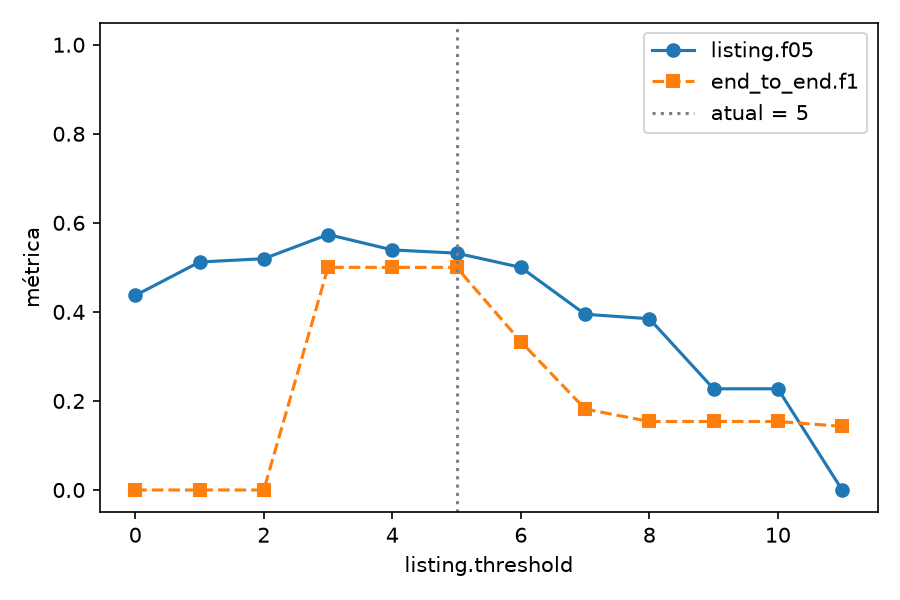 1.0
0.8
0.6
0.4
0.2
0.0
métrica
listing.f05
end_to_end.f1
atual = 5
0 2 4 6 8 10
listing.threshold